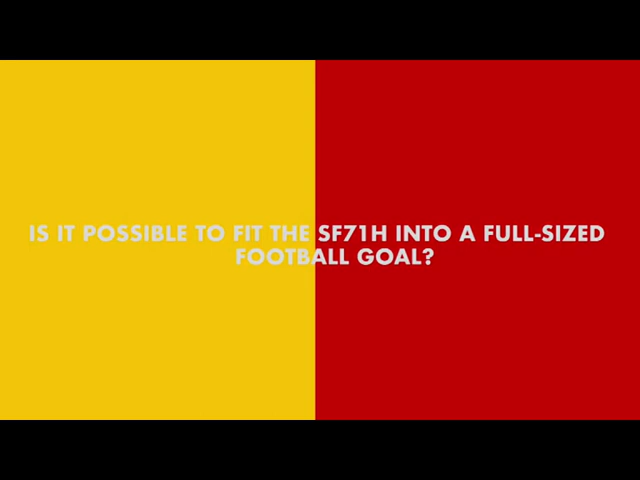 IS IT POSSIBLE TO FIT THE SF71H INTO A FULL-SIZED
FOOTBALL GOAL?